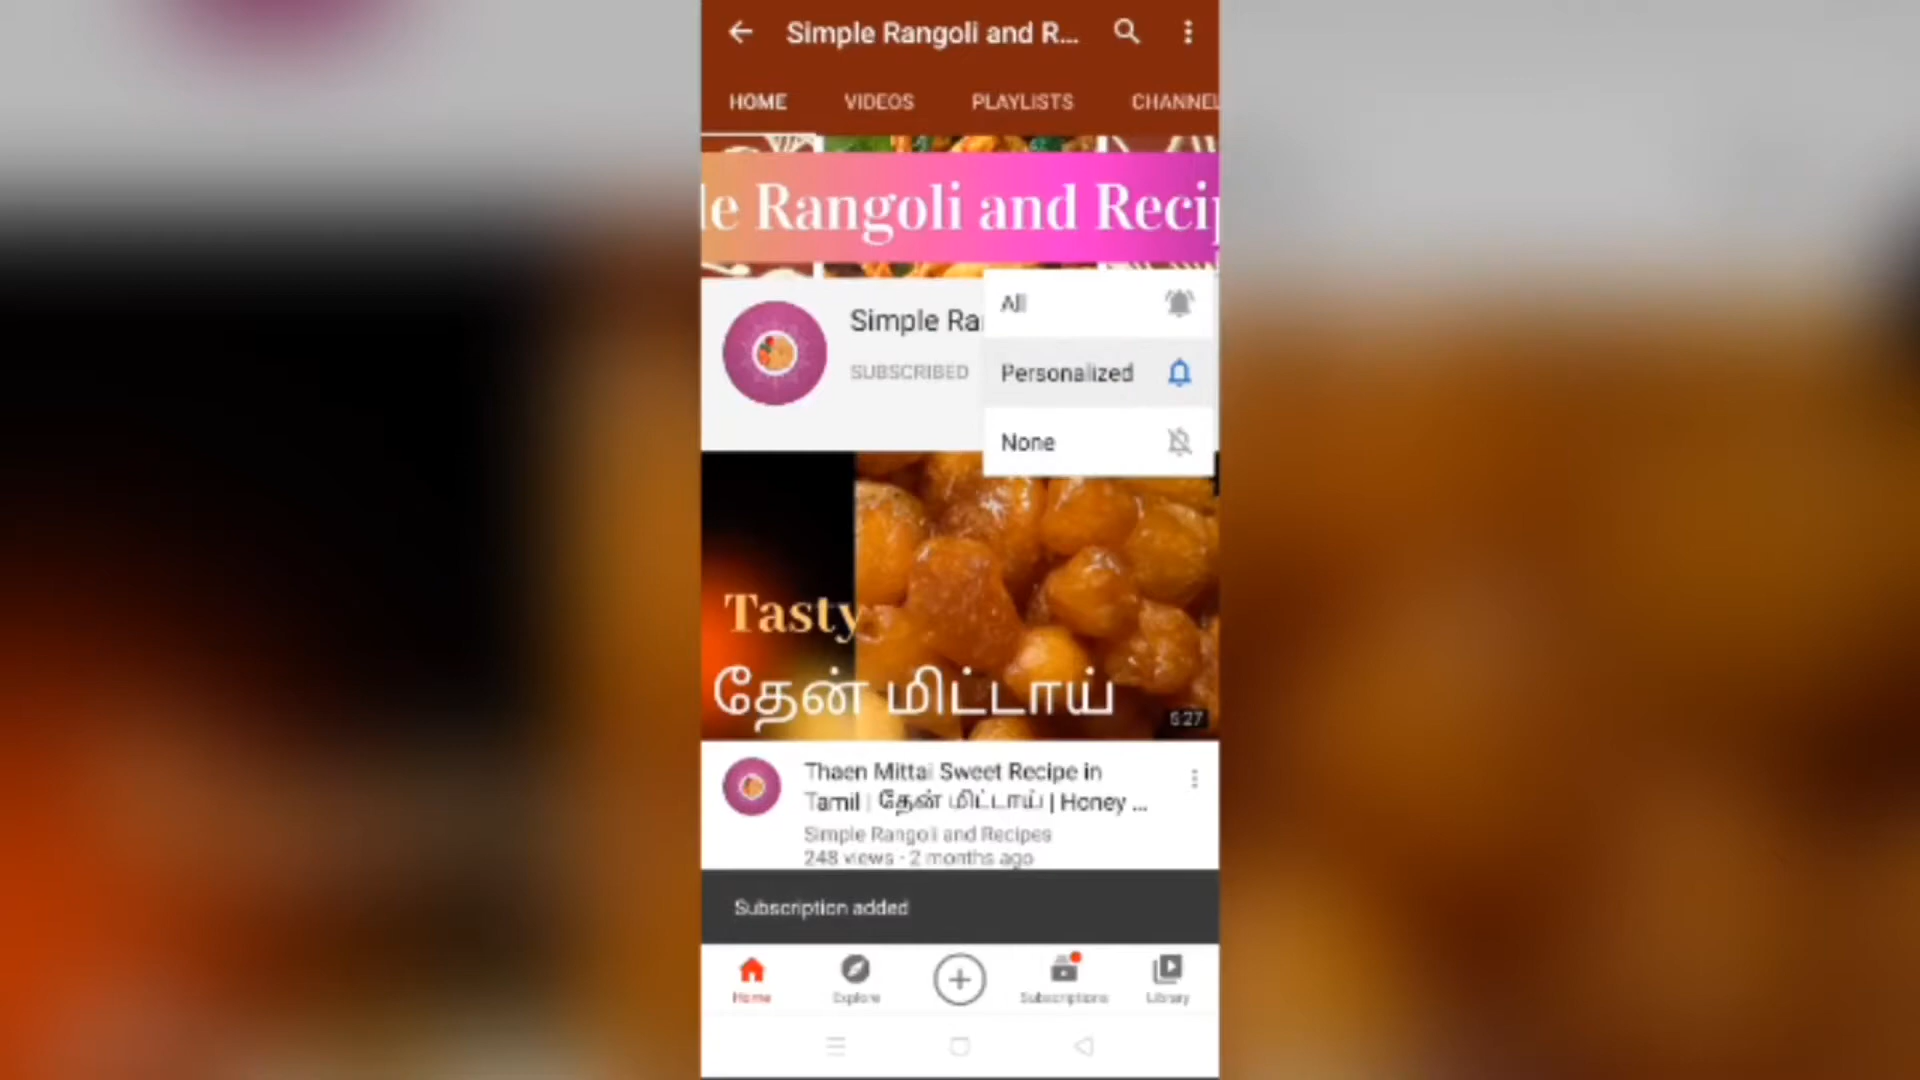 Simple Rangoli and R...
HOME VIDEOS PLAYLISTS CHANNEL
le Rangoli and Recip
Simple Ra
SUBSCRIBED
All
Personalized
None
Tasty
தேன் மிட்டாய்
5:27
Thaen Mittai Sweet Recipe in
Tamil | தேன் மிட்டாய் | Honey ...
Simple Rangoli and Recipes
248 views · 2 months ago
Subscription added
Home Explore Subscriptions Library